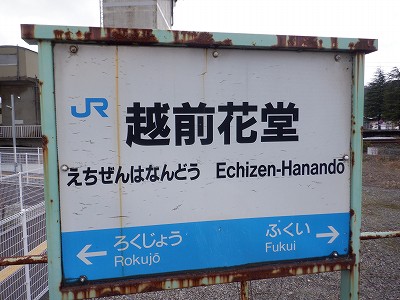 JR
越前花堂
えちぜんはなんどう Echizen-Hanandō
← ろくじょう ふくい →
Rokujō Fukui